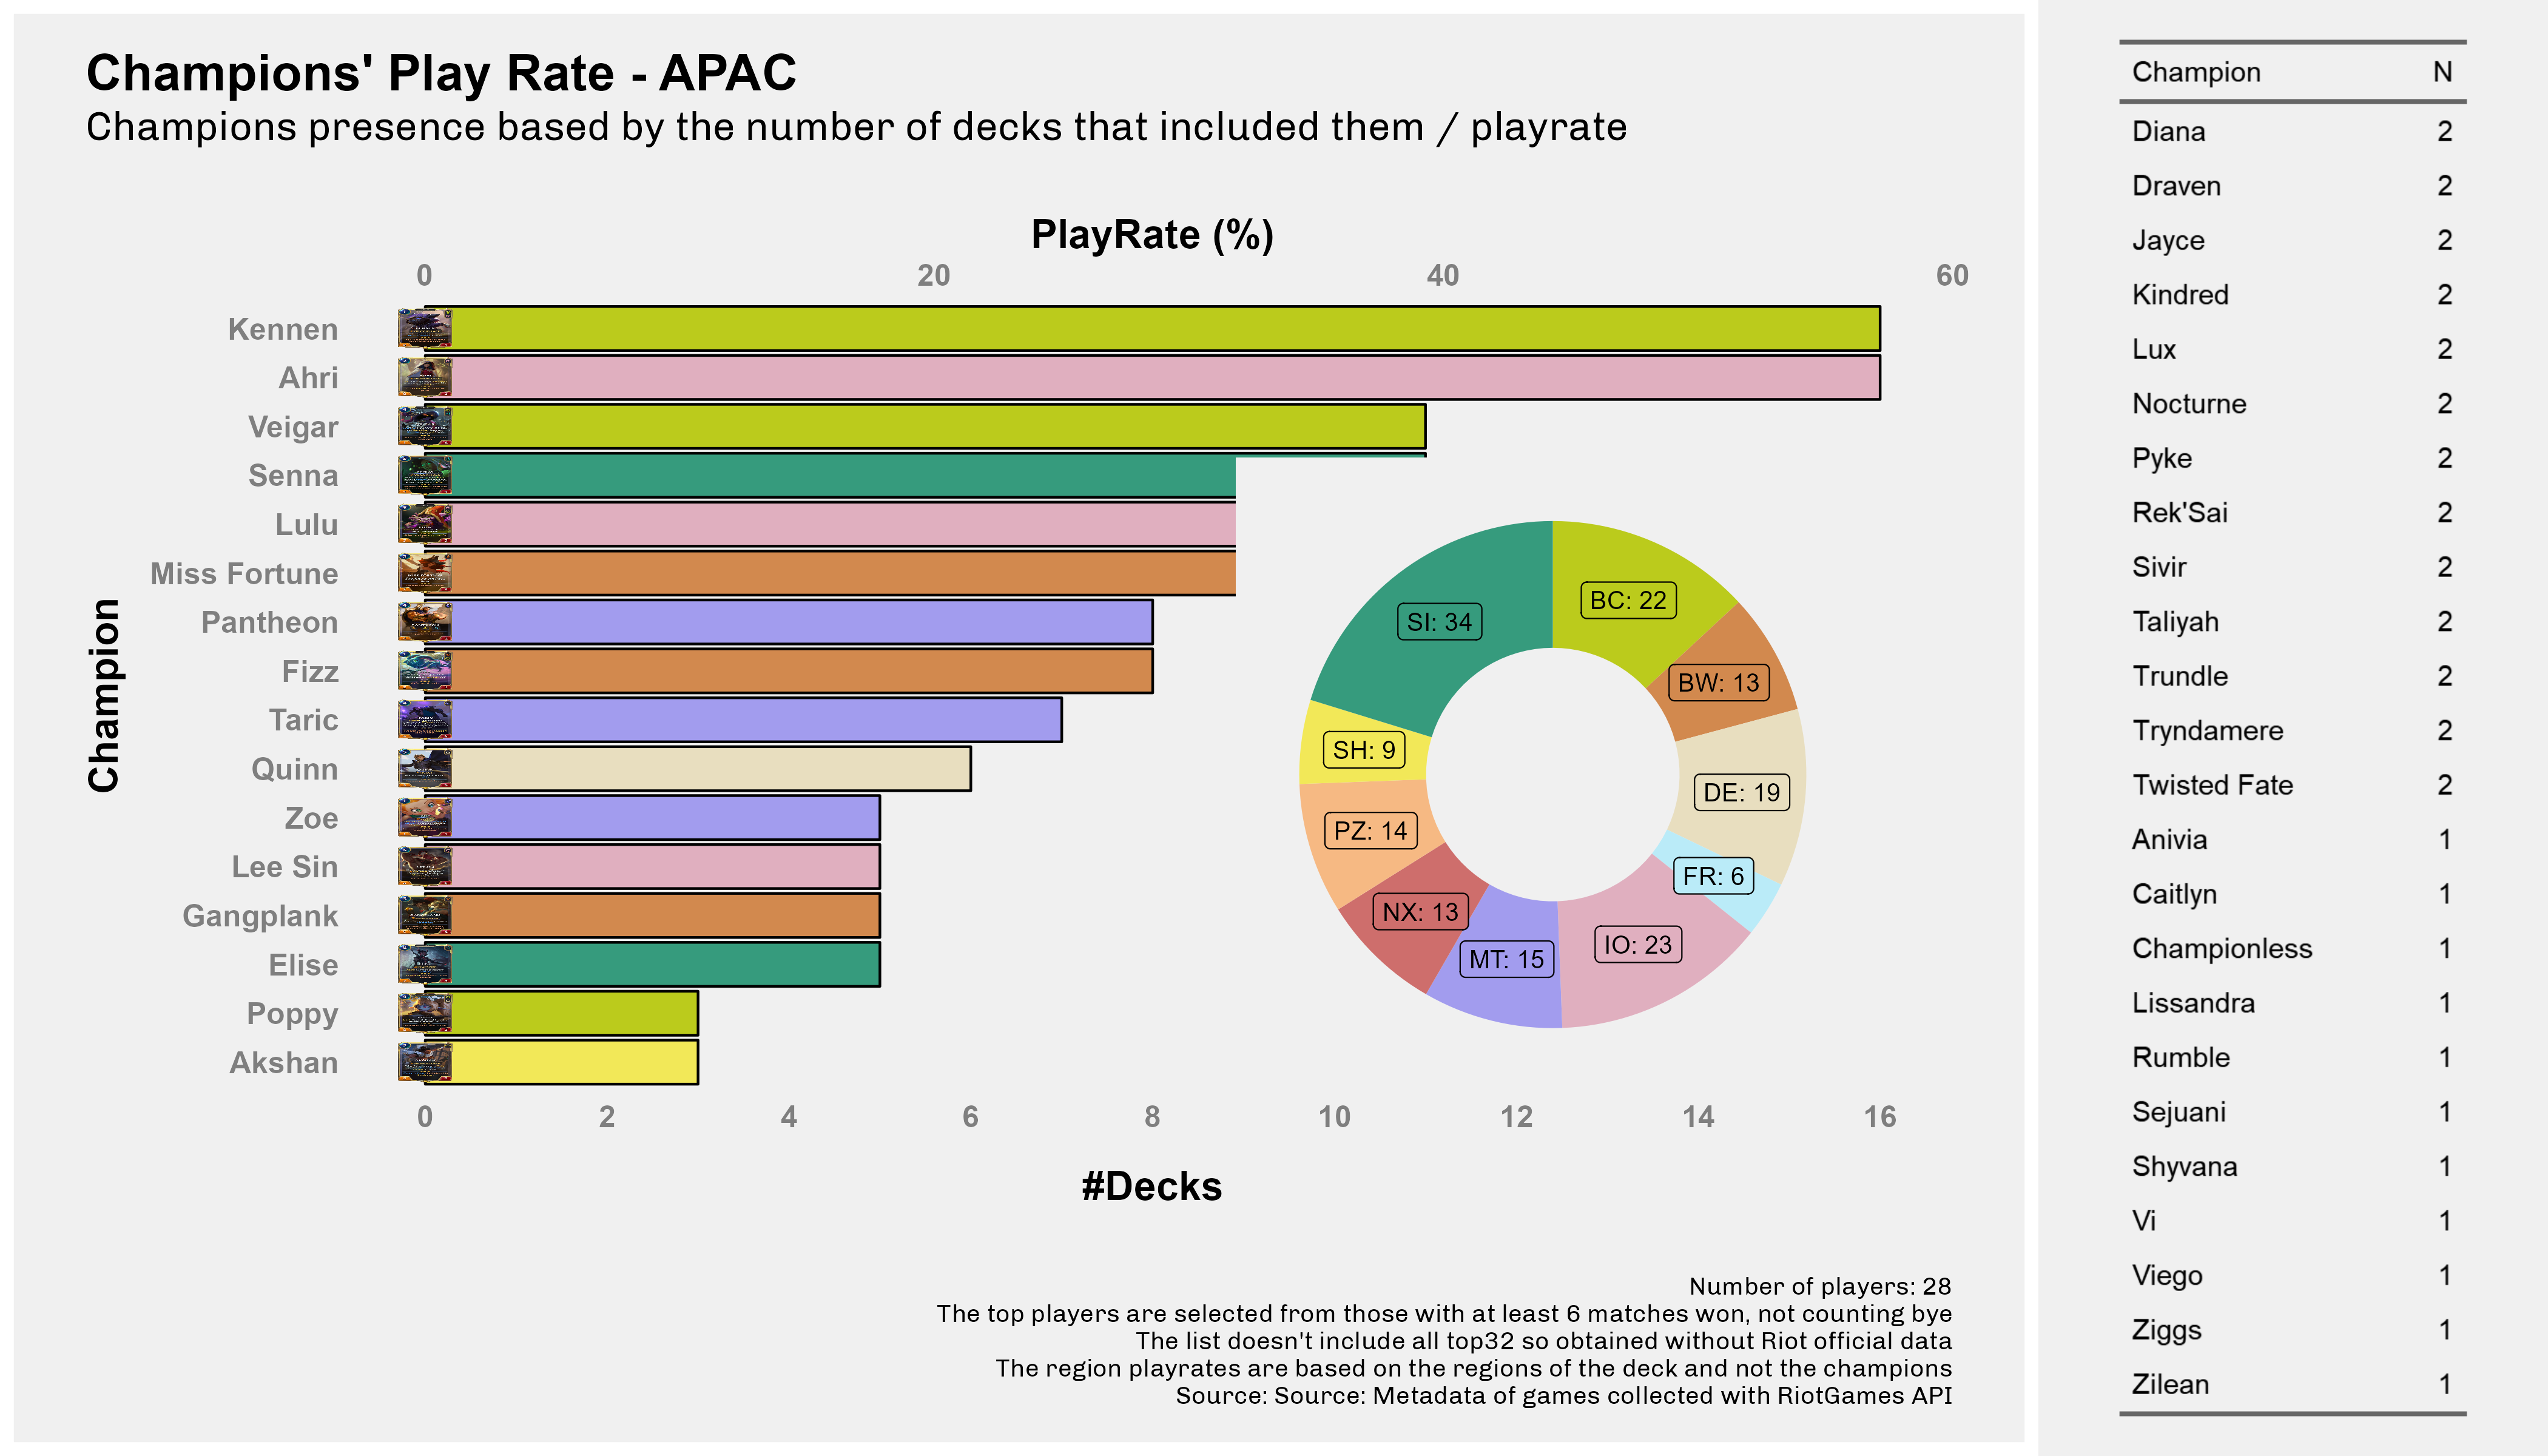 Champions' Play Rate - APAC
Champions presence based by the number of decks that included them / playrate
PlayRate (%)
0 20 40 60
Kennen
Ahri
Veigar
Senna
Lulu
Miss Fortune
Pantheon
Fizz
Taric
Quinn
Zoe
Lee Sin
Gangplank
Elise
Poppy
Akshan
Champion
0 2 4 6 8 10 12 14 16
#Decks
BC: 22
SI: 34
BW: 13
SH: 9
DE: 19
PZ: 14
FR: 6
NX: 13
IO: 23
MT: 15
Number of players: 28
The top players are selected from those with at least 6 matches won, not counting bye
The list doesn't include all top32 so obtained without Riot official data
The region playrates are based on the regions of the deck and not the champions
Source: Source: Metadata of games collected with RiotGames API
Champion N
Diana 2
Draven 2
Jayce 2
Kindred 2
Lux 2
Nocturne 2
Pyke 2
Rek'Sai 2
Sivir 2
Taliyah 2
Trundle 2
Tryndamere 2
Twisted Fate 2
Anivia 1
Caitlyn 1
Championless 1
Lissandra 1
Rumble 1
Sejuani 1
Shyvana 1
Vi 1
Viego 1
Ziggs 1
Zilean 1